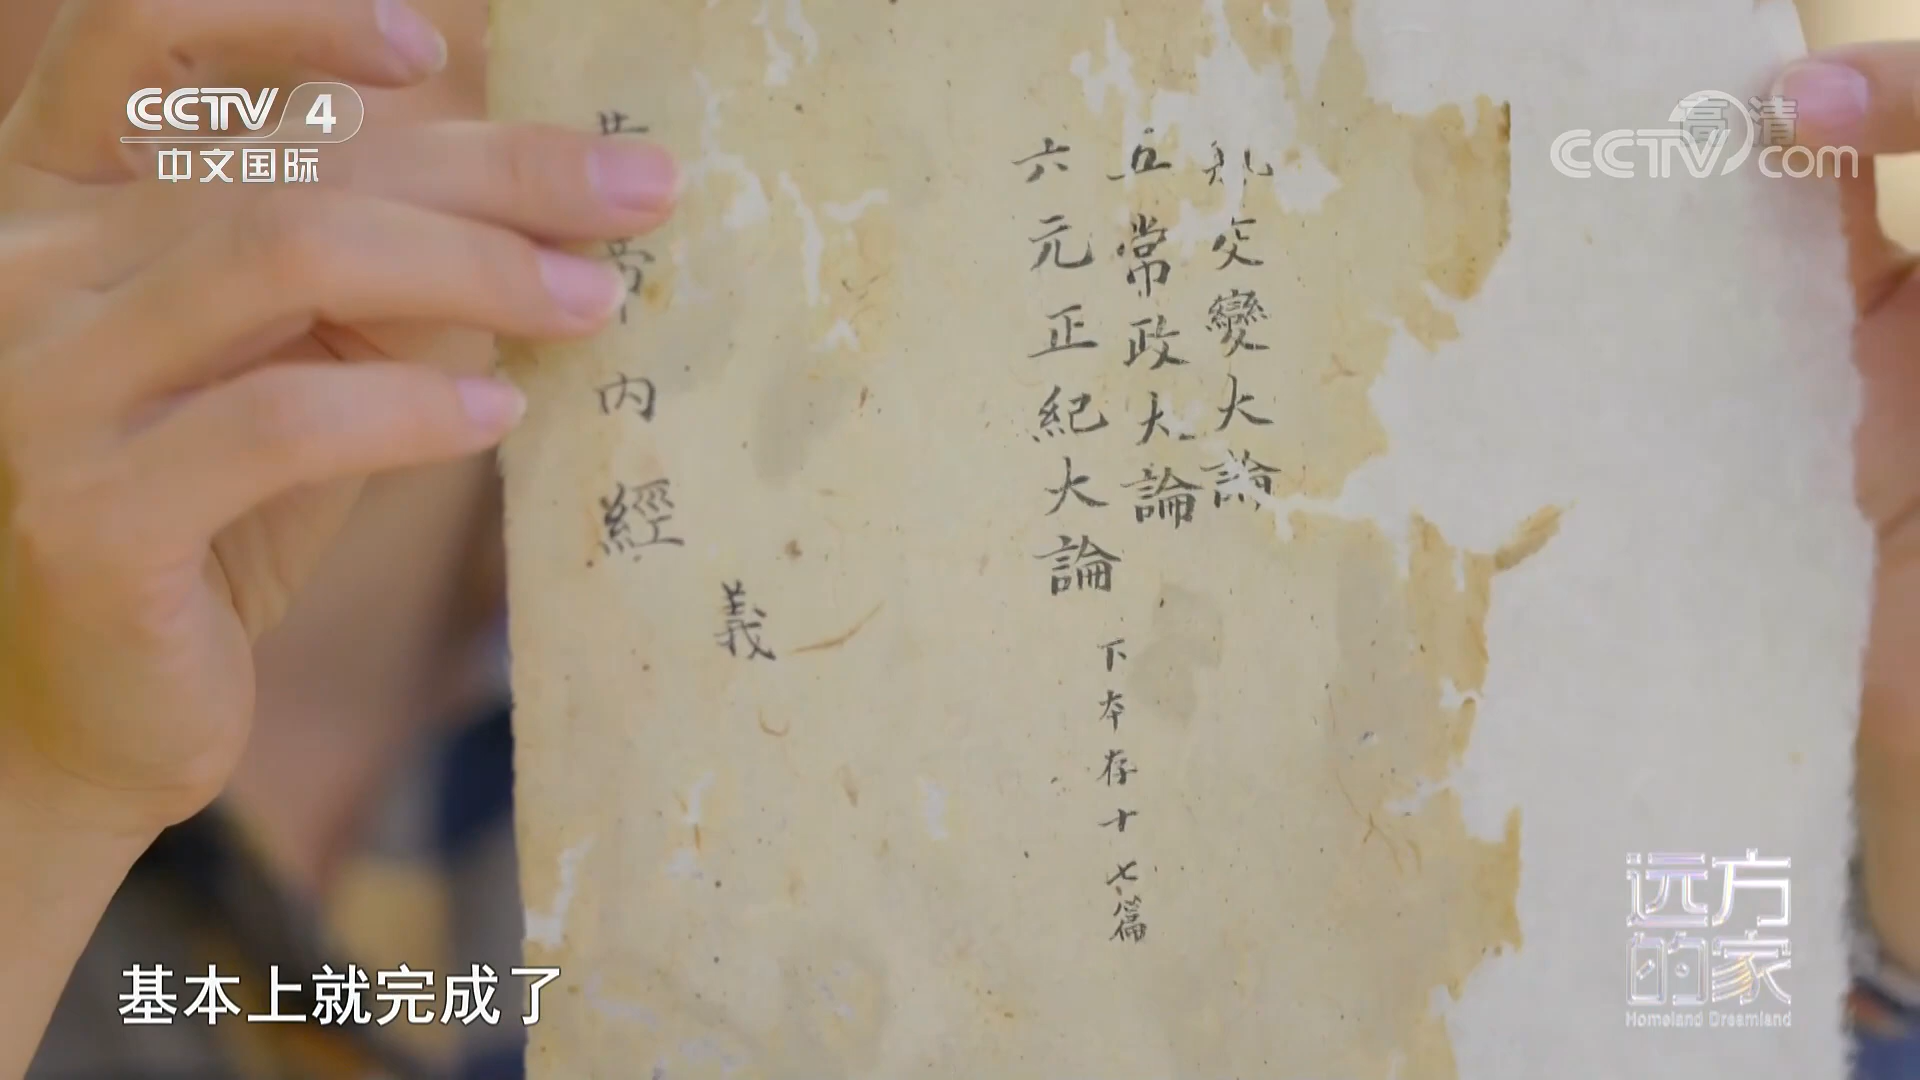 CCTV 4
中文国际
高清
CCTV.com
交變大論
五常政大論
六元正紀大論
下本存十七篇
義
帝內經
基本上就完成了
远方
的家
Homeland Dreamland